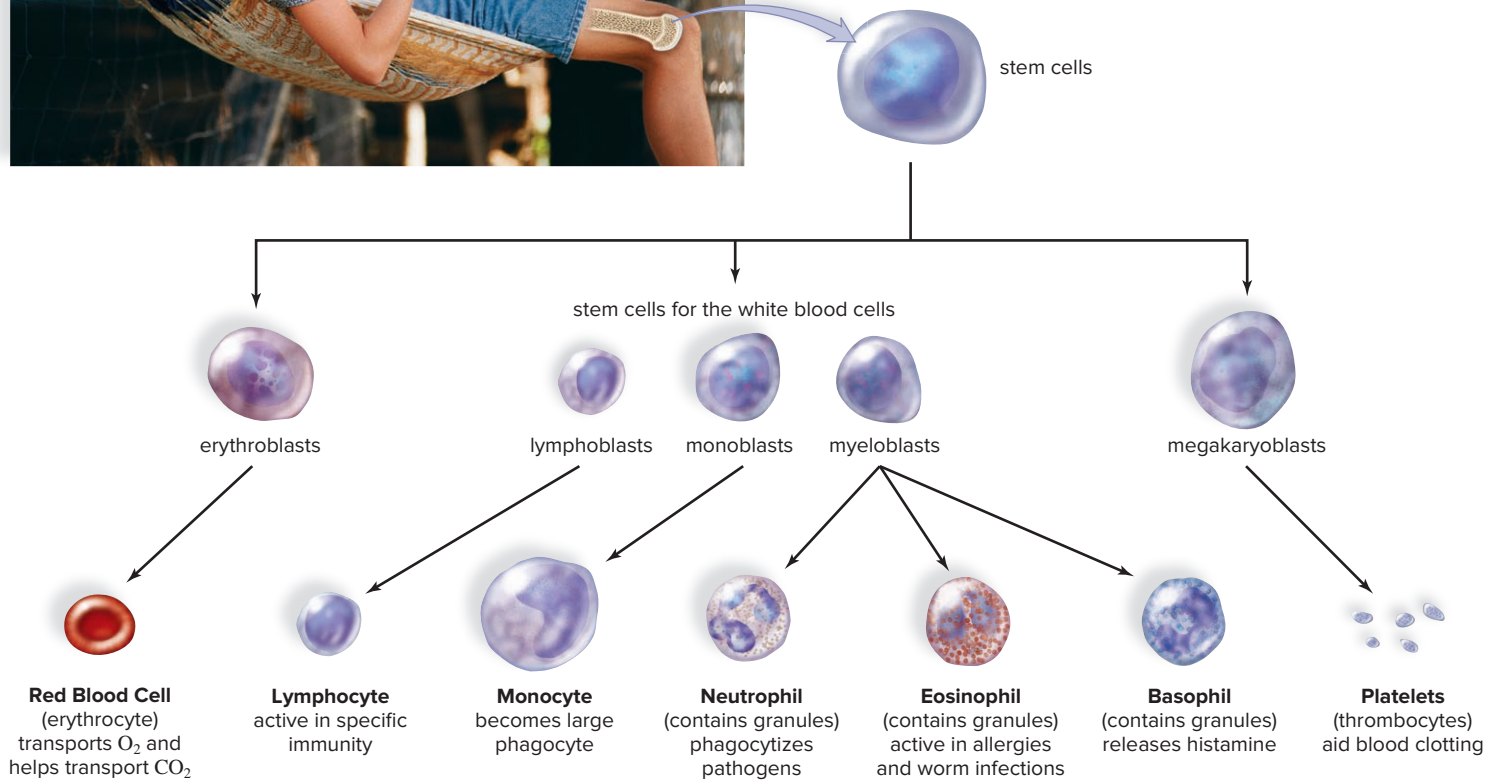 stem cells
stem cells for the white blood cells
erythroblasts
lymphoblasts
monoblasts
myeloblasts
megakaryoblasts
Red Blood Cell
(erythrocyte)
transports O₂ and
helps transport CO₂
Lymphocyte
active in specific
immunity
Monocyte
becomes large
phagocyte
Neutrophil
(contains granules)
phagocytizes
pathogens
Eosinophil
(contains granules)
active in allergies
and worm infections
Basophil
(contains granules)
releases histamine
Platelets
(thrombocytes)
aid blood clotting